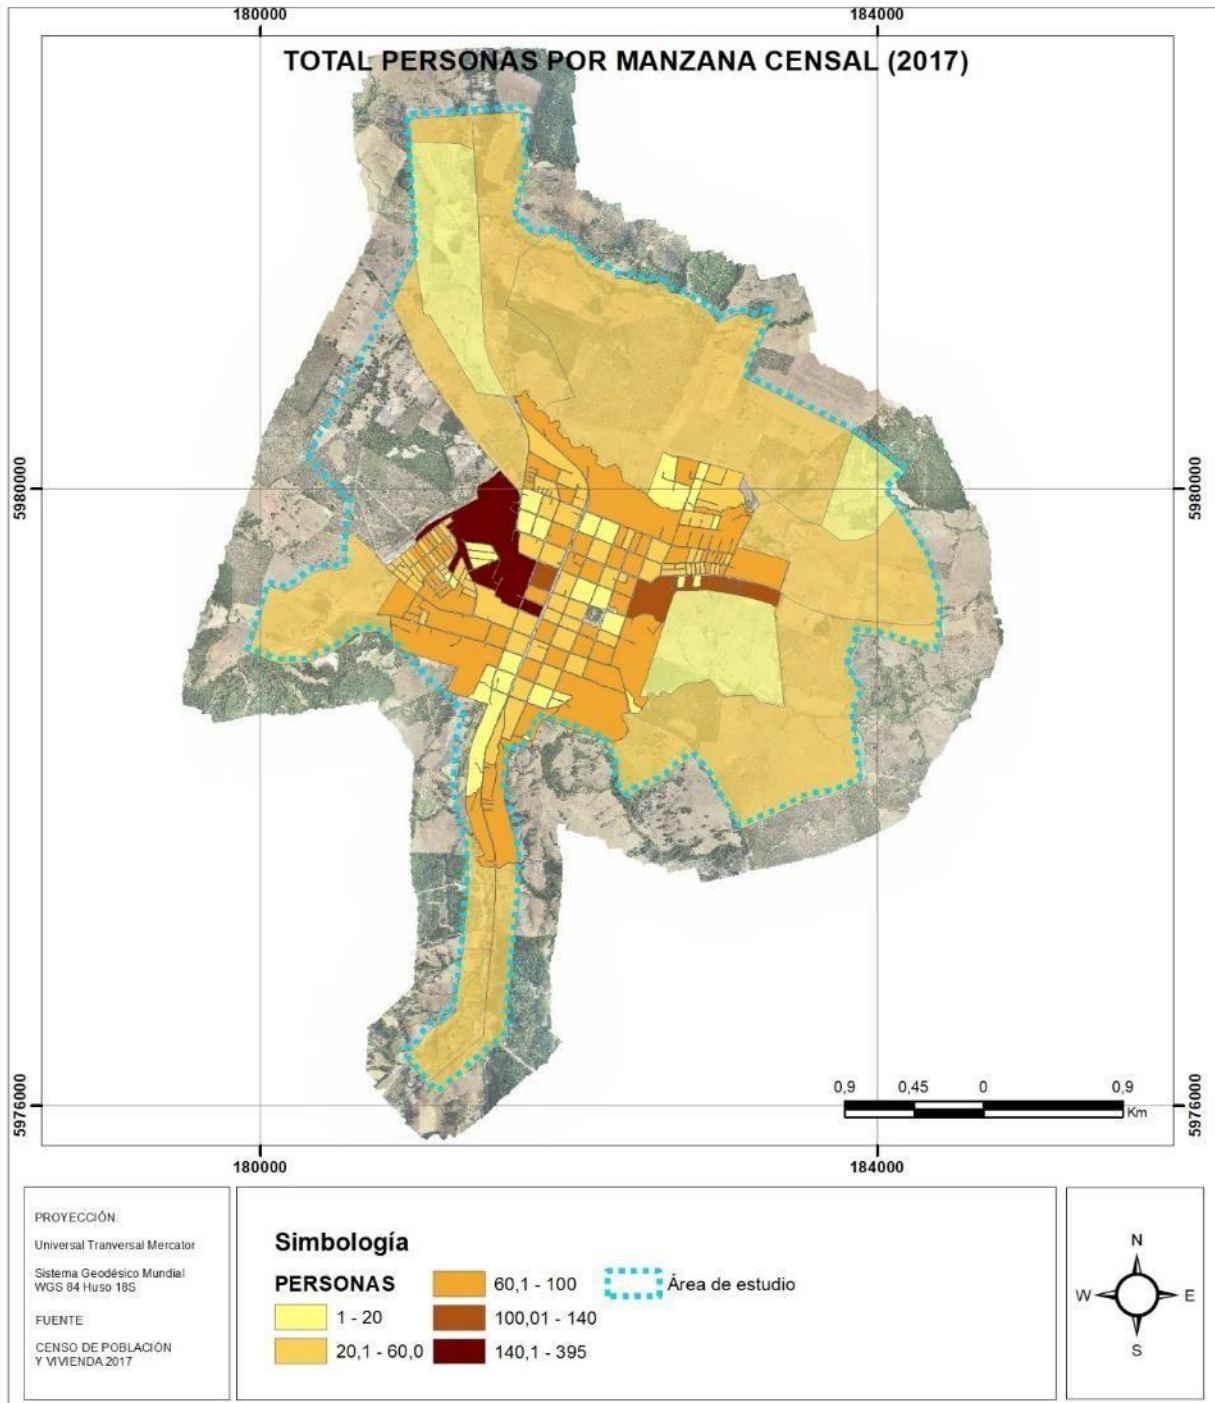 180000
184000
TOTAL PERSONAS POR MANZANA CENSAL (2017)
5980000
5980000
0,9
0,45
0
0,9
Km
5976000
5976000
180000
184000
PROYECCIÓN:
Universal Tranversal Mercator
Sistema Geodésico Mundial
WGS 84 Huso 18S
FUENTE
CENSO DE POBLACIÓN
Y VIVIENDA 2017
Simbología
PERSONAS
1 - 20
20,1 - 60,0
60,1 - 100
100,01 - 140
140,1 - 395
Área de estudio
N
W
E
S